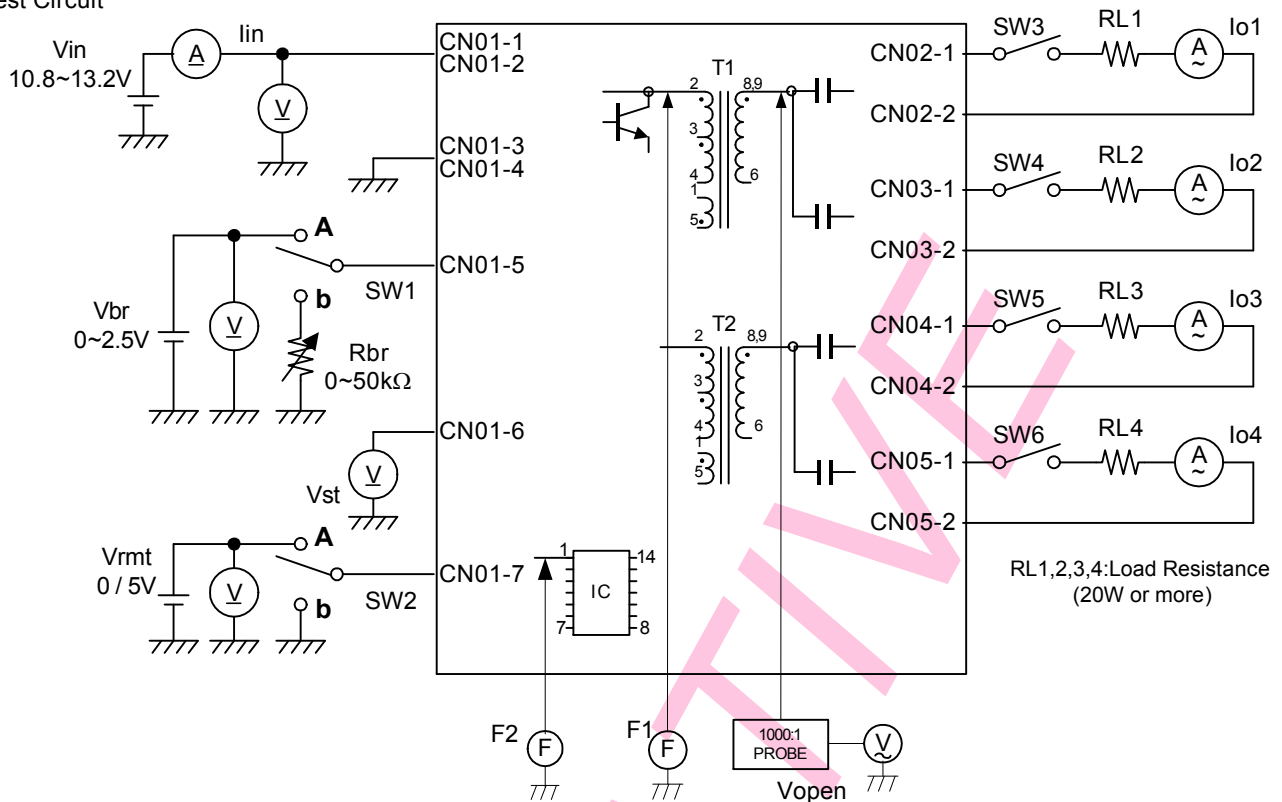 est Circuit
Vin
10.8~13.2V
A
Iin
V
CN01-1
CN01-2
CN01-3
CN01-4
Vbr
0~2.5V
V
A
b
SW1
CN01-5
Rbr
0~50kΩ
CN01-6
V
Vst
Vrmt
0 / 5V
V
A
b
SW2
CN01-7
1
14
IC
7
8
T1
2
8,9
3
4
6
1
5
T2
2
8,9
3
4
6
1
5
CN02-1
SW3
RL1
A
~
Io1
CN02-2
CN03-1
SW4
RL2
A
~
Io2
CN03-2
CN04-1
SW5
RL3
A
~
Io3
CN04-2
CN05-1
SW6
RL4
A
~
Io4
CN05-2
RL1,2,3,4:Load Resistance
(20W or more)
F2
F
F1
F
1000:1
PROBE
V
~
Vopen
TIVE